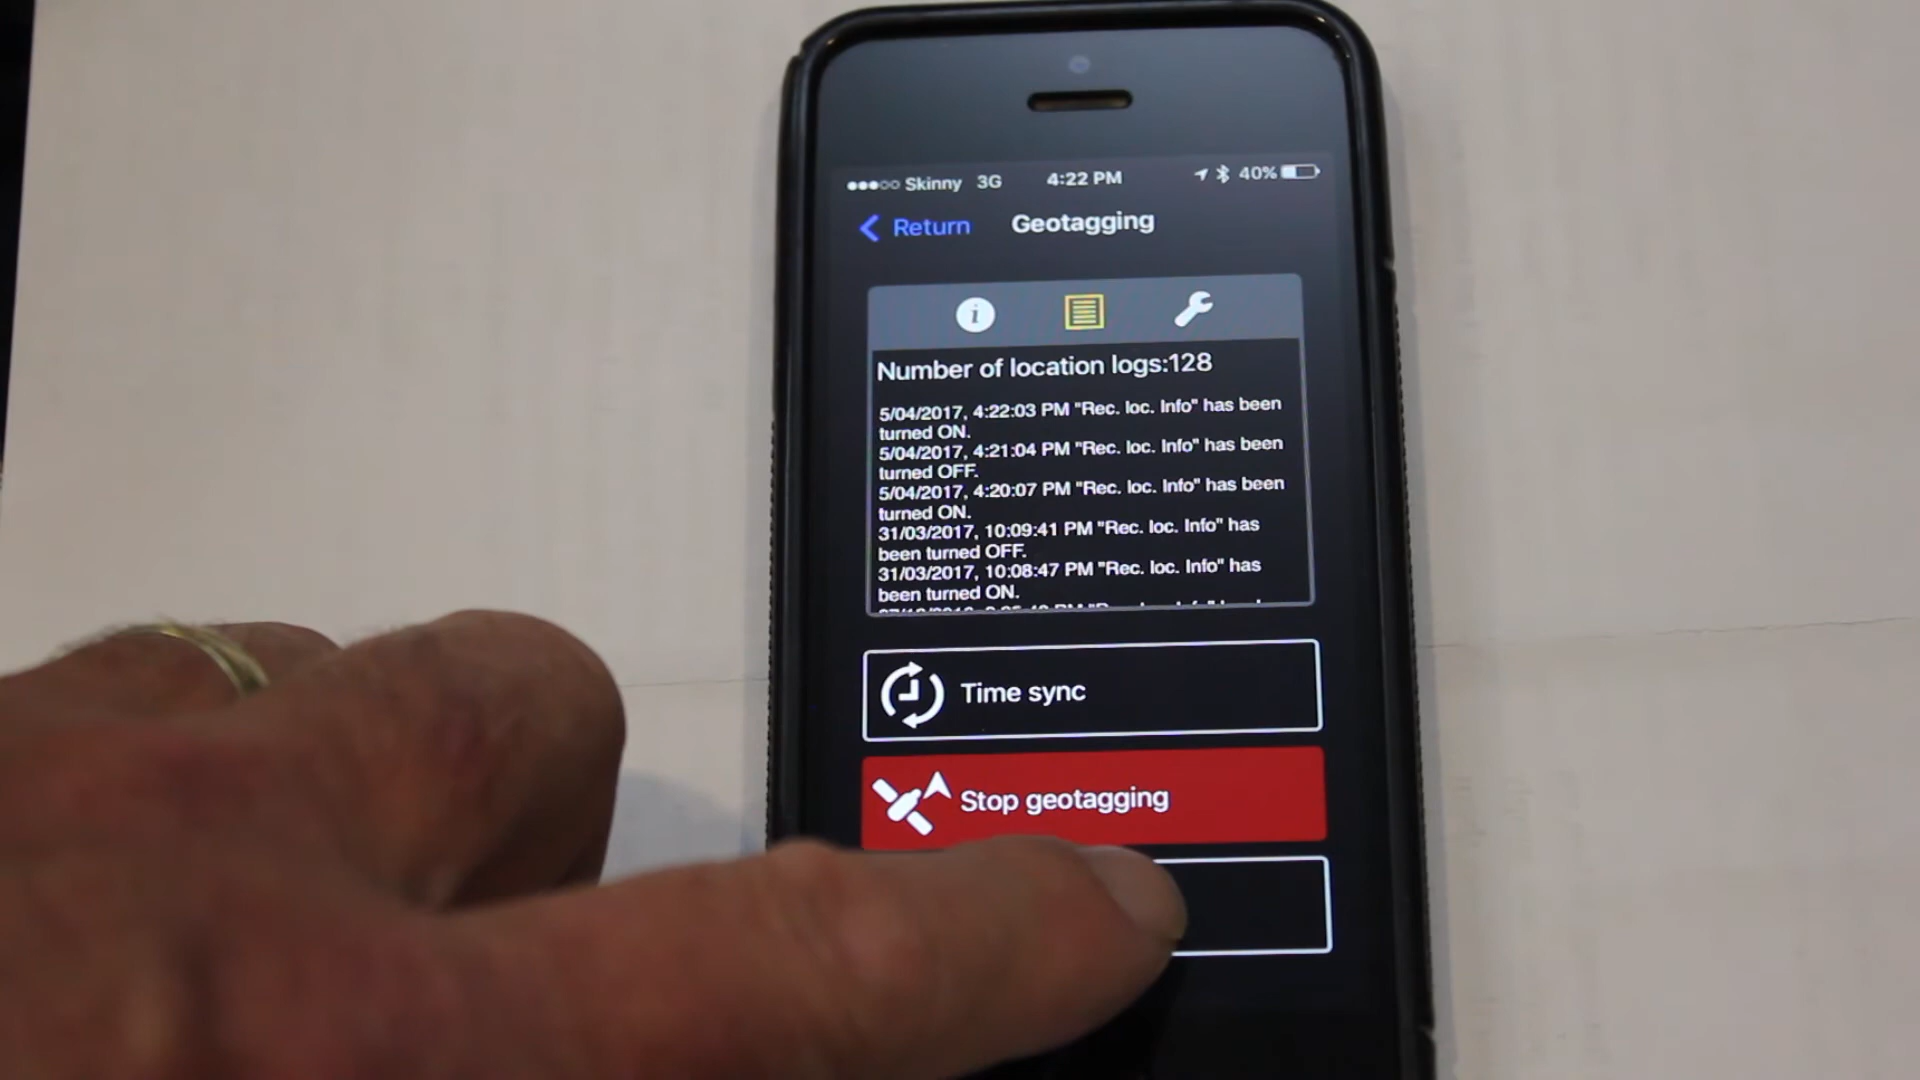 Skinny 3G 4:22 PM 40%
Return Geotagging
Number of location logs:128
5/04/2017, 4:22:03 PM "Rec. loc. Info" has been
turned ON.
5/04/2017, 4:21:04 PM "Rec. loc. Info" has been
turned OFF.
5/04/2017, 4:20:07 PM "Rec. loc. Info" has been
turned ON.
31/03/2017, 10:09:41 PM "Rec. loc. Info" has
been turned OFF.
31/03/2017, 10:08:47 PM "Rec. loc. Info" has
been turned ON.
Time sync
Stop geotagging